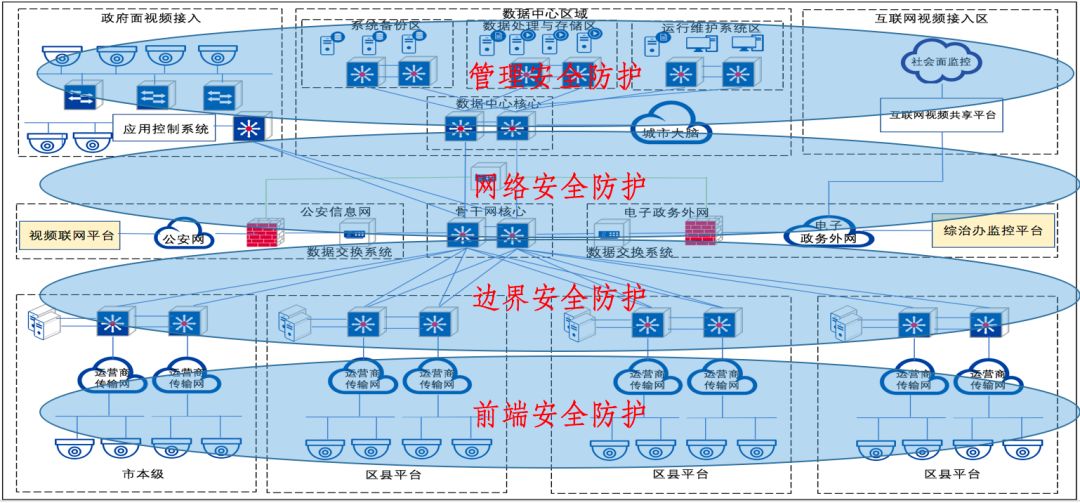 政府面视频接入
数据中心区域
互联网视频接入区
系统备份区
数据处理与存储区
运行维护系统区
社会面监控
管理安全防护
数据中心核心
应用控制系统
城市大脑
互联网视频共享平台
网络安全防护
公安信息网
骨干网核心
电子政务外网
视频联网平台
公安网
电子
政务外网
综治办监控平台
数据交换系统
数据交换系统
边界安全防护
运营商
传输网
运营商
传输网
运营商
传输网
运营商
传输网
运营商
传输网
运营商
传输网
运营商
传输网
运营商
传输网
前端安全防护
市本级
区县平台
区县平台
区县平台